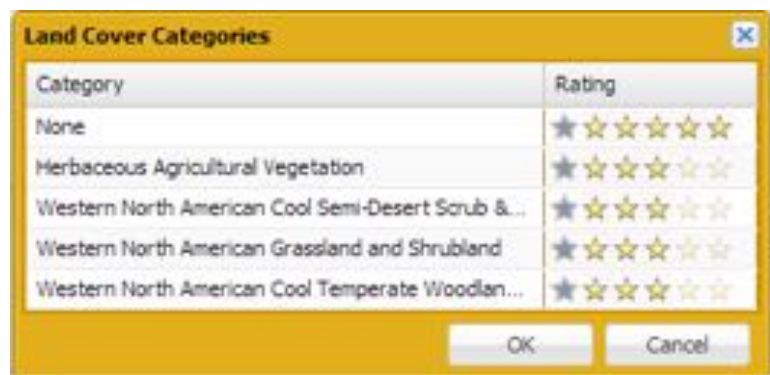 Land Cover Categories
Category Rating
None
Herbaceous Agricultural Vegetation
Western North American Cool Semi-Desert Scrub &...
Western North American Grassland and Shrubland
Western North American Cool Temperate Woodlan...
OK Cancel